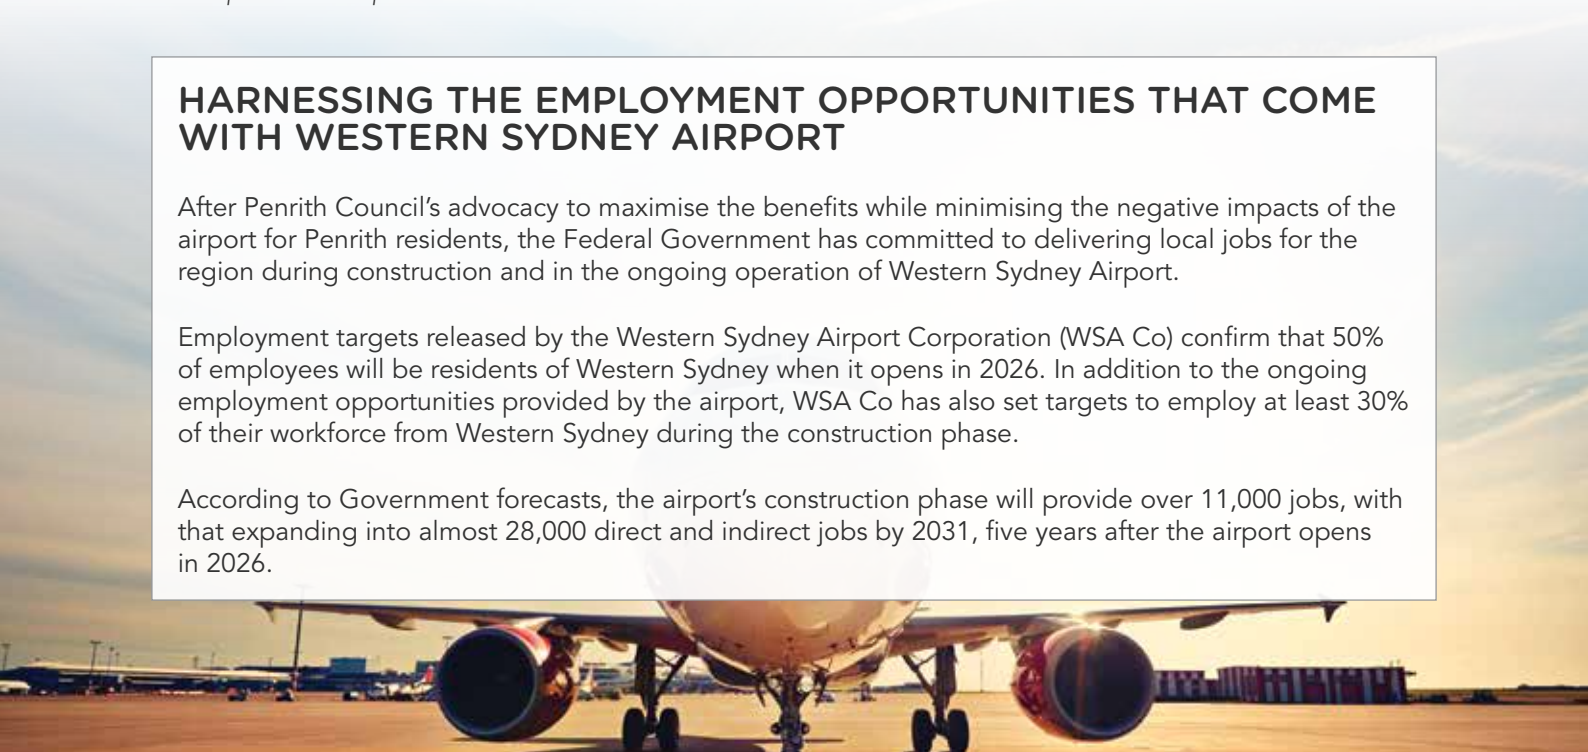 HARNESSING THE EMPLOYMENT OPPORTUNITIES THAT COME
WITH WESTERN SYDNEY AIRPORT
After Penrith Council’s advocacy to maximise the benefits while minimising the negative impacts of the
airport for Penrith residents, the Federal Government has committed to delivering local jobs for the
region during construction and in the ongoing operation of Western Sydney Airport.
Employment targets released by the Western Sydney Airport Corporation (WSA Co) confirm that 50%
of employees will be residents of Western Sydney when it opens in 2026. In addition to the ongoing
employment opportunities provided by the airport, WSA Co has also set targets to employ at least 30%
of their workforce from Western Sydney during the construction phase.
According to Government forecasts, the airport’s construction phase will provide over 11,000 jobs, with
that expanding into almost 28,000 direct and indirect jobs by 2031, five years after the airport opens
in 2026.